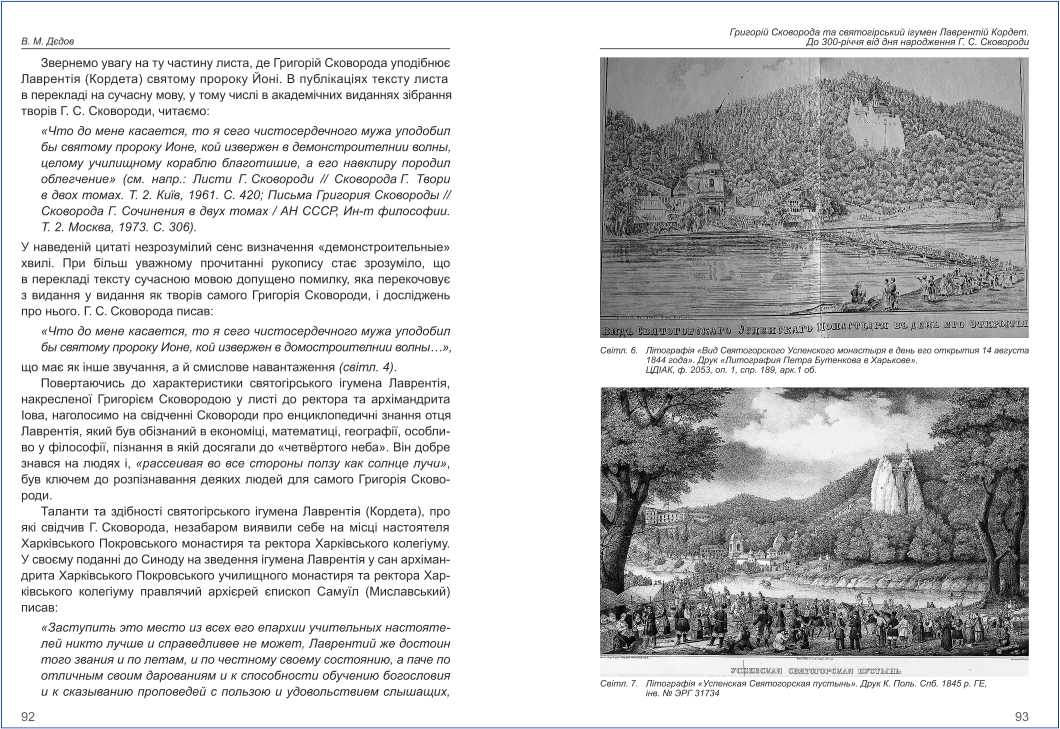 В. М. Дєдов
Звернемо увагу на ту частину листа, де Григорій Сковорода уподібнює
Лаврентія (Кордета) святому пророку Йоні. В публікаціях тексту листа
в перекладі на сучасну мову, у тому числі в академічних виданнях зібрання
творів Г. С. Сковороди, читаємо:
«Что до мене касается, то я сего чистосердечного мужа уподобил
бы святому пророку Ионе, кой извержен в демонстроителнии волны,
целому училищному кораблю благотишие, а его навклиру породил
облегчение» (см. напр.: Листи Г. Сковороди // Сковорода Г. Твори
в двох томах. Т. 2. Київ, 1961. С. 420; Письма Григория Сковороды //
Сковорода Г. Сочинения в двух томах / АН СССР, Ин-т философии.
Т. 2. Москва, 1973. С. 306).
У наведеній цитаті незрозумілий сенс визначення «демонстроительные»
хвилі. При більш уважному прочитанні рукопису стає зрозуміло, що
в перекладі тексту сучасною мовою допущено помилку, яка перекочовує
з видання у видання як творів самого Григорія Сковороди, і досліджень
про нього. Г. С. Сковорода писав:
«Что до мене касается, то я сего чистосердечного мужа уподобил
бы святому пророку Ионе, кой извержен в домостроителнии волны…»,
що має як інше звучання, а й смислове навантаження (світл. 4).
Повертаючись до характеристики святогірського ігумена Лаврентія,
накресленої Григорієм Сковородою у листі до ректора та архімандрита
Іова, наголосимо на свідченні Сковороди про енциклопедичні знання отця
Лаврентія, який був обізнаний в економіці, математиці, географії, особли-
во у філософії, пізнання в якій досягали до «четвёртого неба». Він добре
знався на людях і, «рассеивая во все стороны ползу как солнце лучи»,
був ключем до розпізнавання деяких людей для самого Григорія Сково-
роди.
Таланти та здібності святогірського ігумена Лаврентія (Кордета), про
які свідчив Г. Сковорода, незабаром виявили себе на місці настоятеля
Харківського Покровського монастиря та ректора Харківського колегіуму.
У своєму поданні до Синоду на зведення ігумена Лаврентія у сан архіман-
дрита Харківського Покровського училищного монастиря та ректора Хар-
ківського колегіуму правлячий архієрей єпископ Самуїл (Миславський)
писав:
«Заступить это место из всех его епархии учительных настояте-
лей никто лучше и справедливее не может, Лаврентий же достоин
того звания и по летам, и по честному своему состоянию, а паче по
отличным своим дарованиям и к способности обучению богословия
и к сказыванию проповедей с пользою и удовольствием слышащих,
92
Григорій Сковорода та святогірський ігумен Лаврентій Кордет.
До 300-річчя від дня народження Г. С. Сковороди
ВИДЪ СВЯТОГОРСКАГО УСПЕНСКАГО МОНАСТЫРЯ ВЪ ДЕНЬ ЕГО ОТКРЫТІЯ
Світл. 6. Літографія «Вид Святогорского Успенского монастыря в день его открытия 14 августа
1844 года». Друк «Литография Петра Бутенкова в Харькове».
ЦДІАК, ф. 2053, оп. 1, спр. 189, арк.1 об.
УСПЕНСКАЯ СВЯТОГОРСКАЯ ПУСТЫНЬ
Світл. 7. Літографія «Успенская Святогорская пустынь». Друк К. Поль. Спб. 1845 р. ГЕ,
інв. № ЭРГ 31734
93